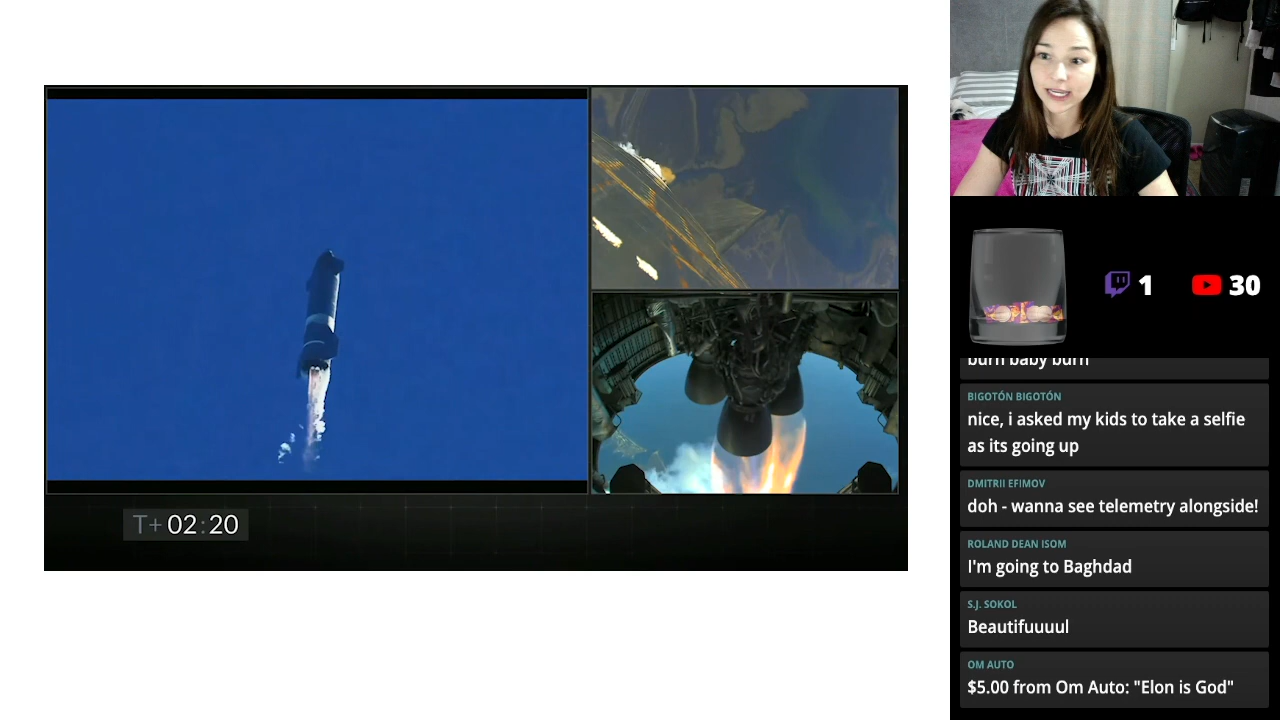 T+ 02:20
1
30
burn baby burn
BIGOTÓN BIGOTÓN
nice, i asked my kids to take a selfie
as its going up
DMITRII EFIMOV
doh - wanna see telemetry alongside!
ROLAND DEAN ISOM
I'm going to Baghdad
S.J. SOKOL
Beautifuuuul
OM AUTO
$5.00 from Om Auto: "Elon is God"